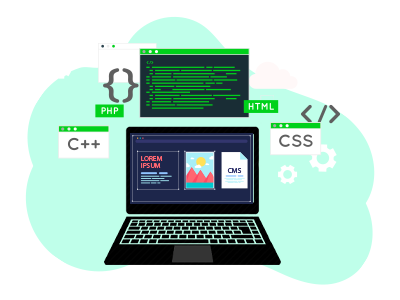 </>
{}
PHP
HTML
</>
C++
CSS
LOREM
IPSUM
CMS